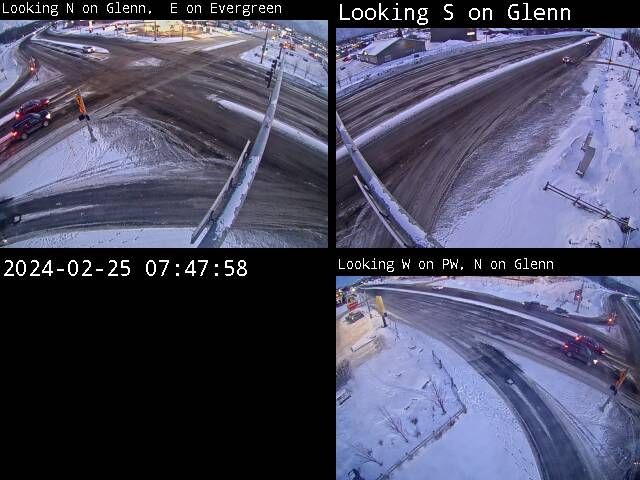 Looking N on Glenn,  E on Evergreen
Looking S on Glenn
2024-02-25 07:47:58
Looking W on PW, N on Glenn